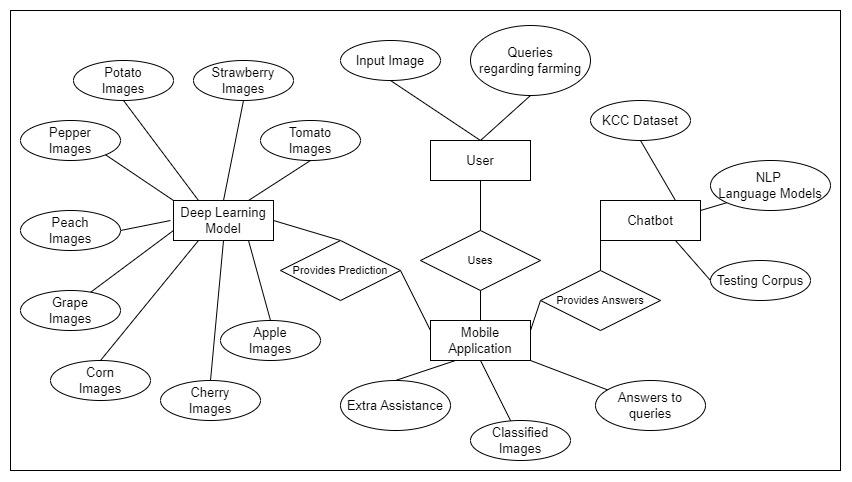 Queries
regarding farming
Input Image
Potato
Images
Strawberry
Images
KCC Dataset
Pepper
Images
Tomato
Images
User
NLP
Language Models
Deep Learning
Model
Chatbot
Peach
Images
Provides Prediction
Uses
Testing Corpus
Provides Answers
Grape
Images
Apple
Images
Mobile
Application
Corn
Images
Cherry
Images
Extra Assistance
Answers to
queries
Classified
Images